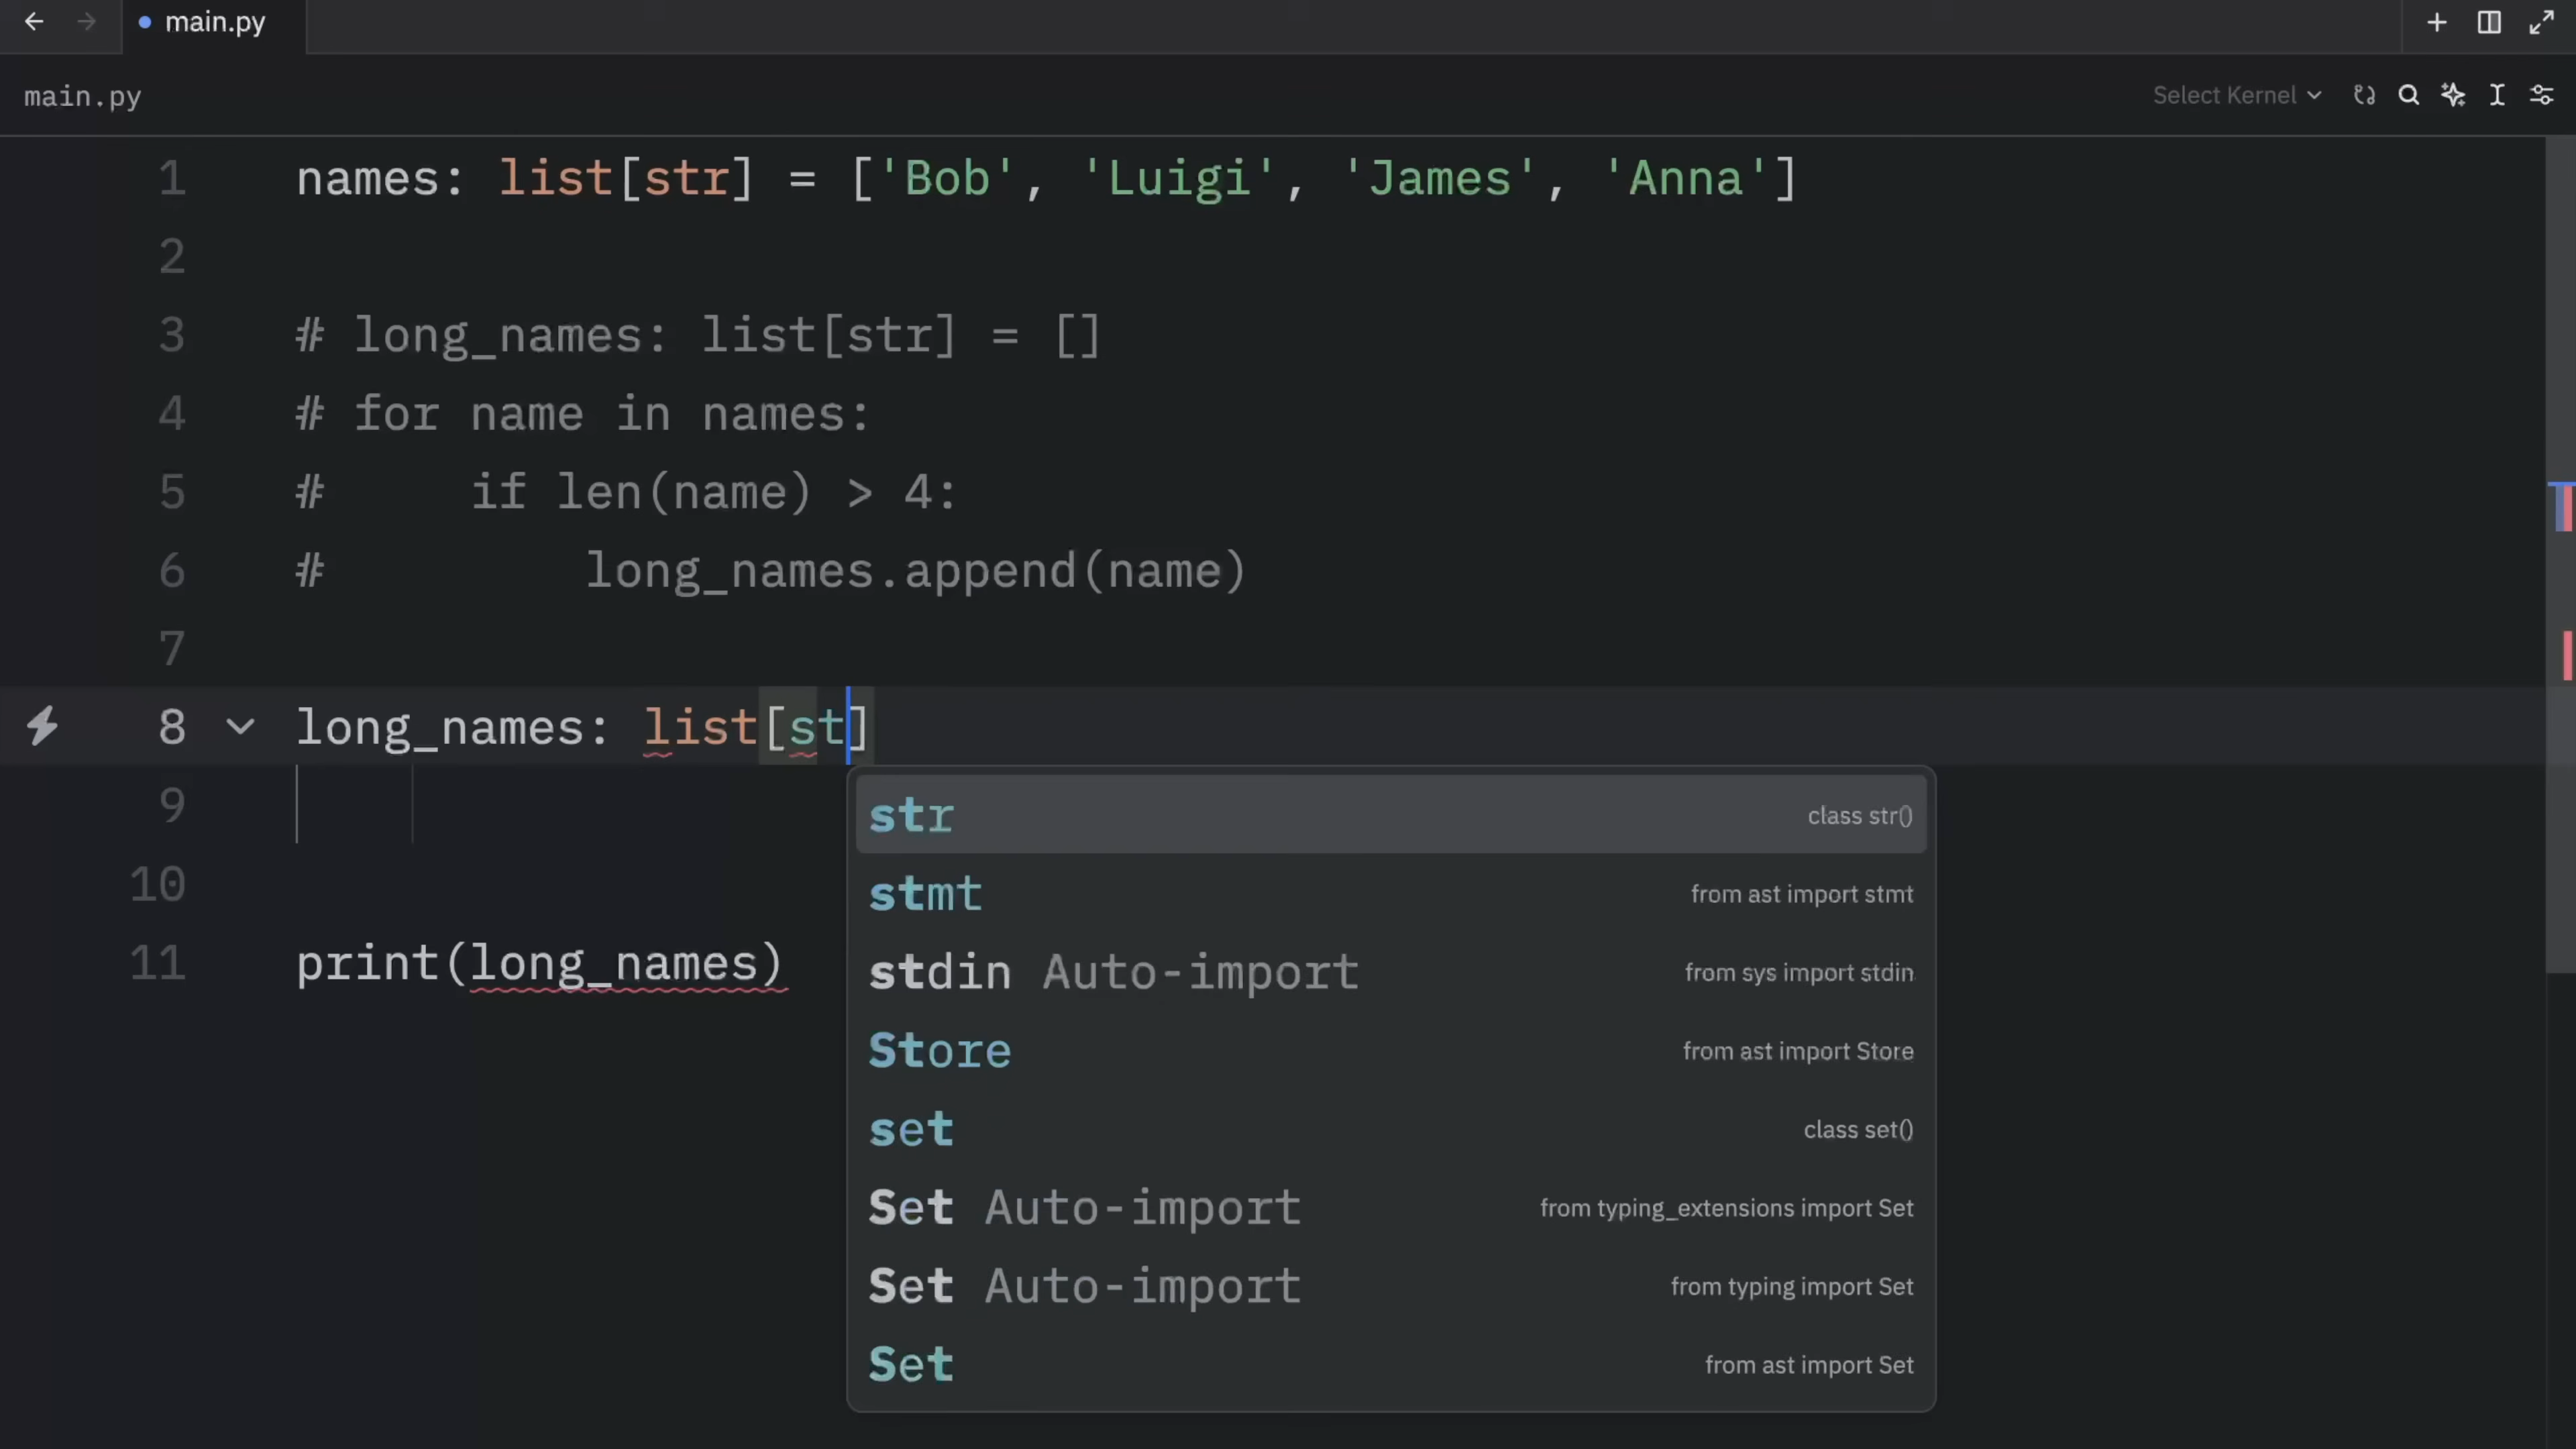 main.py
main.py
Select Kernel
1 names: list[str] = ['Bob', 'Luigi', 'James', 'Anna']
2
3 # long_names: list[str] = []
4 # for name in names:
5 #     if len(name) > 4:
6 #         long_names.append(name)
7
8 long_names: list[st]
9
10
11 print(long_names)
str class str()
stmt from ast import stmt
stdin Auto-import from sys import stdin
Store from ast import Store
set class set()
Set Auto-import from typing_extensions import Set
Set Auto-import from typing import Set
Set from ast import Set